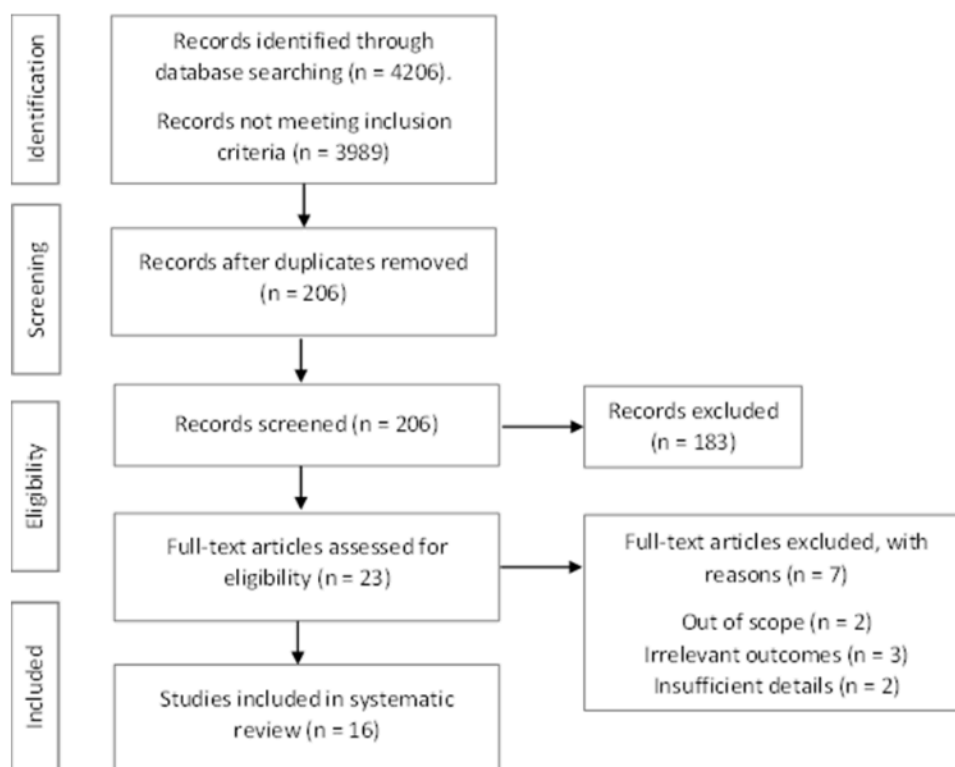 Identification
Records identified through
database searching (n = 4206).
Records not meeting inclusion
criteria (n = 3989)
Screening
Records after duplicates removed
(n = 206)
Eligibility
Records screened (n = 206)
Records excluded
(n = 183)
Full-text articles assessed for
eligibility (n = 23)
Full-text articles excluded, with
reasons (n = 7)
Out of scope (n = 2)
Irrelevant outcomes (n = 3)
Insufficient details (n = 2)
Included
Studies included in systematic
review (n = 16)